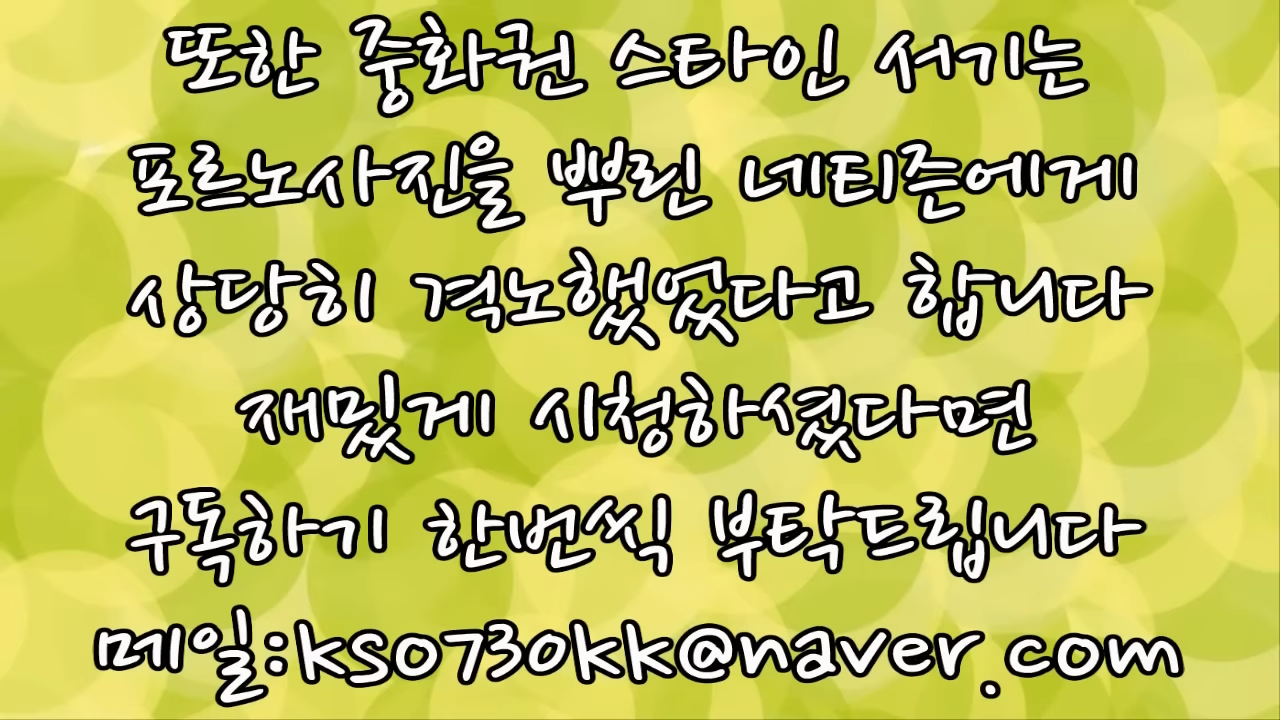 또한 중화권 스타인 서기는
포르노사진을 뿌린 네티즌에게
상당히 격노했었다고 합니다
재밌게 시청하셨다면
구독하기 한번씩 부탁드립니다
메일:kso730kk@naver.com